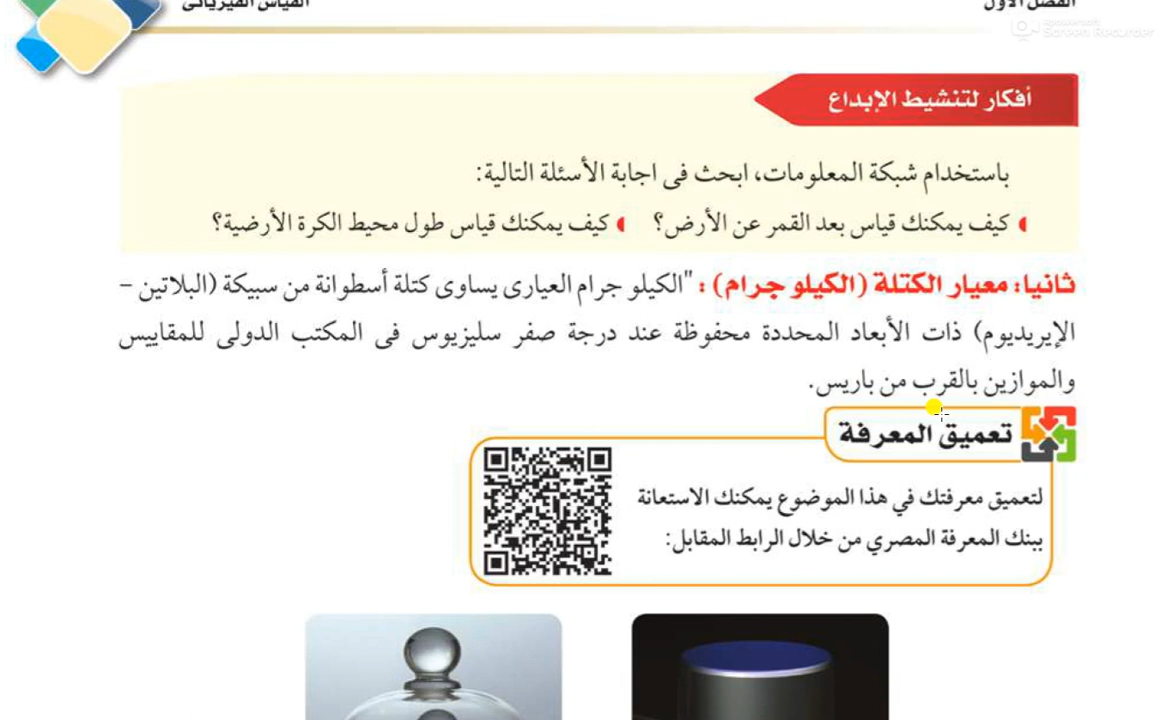 الفصل الأول
القياس الفيزيائى
Apowersoft
Screen Recorder
أفكار لتنشيط الإبداع
باستخدام شبكة المعلومات، ابحث فى اجابة الأسئلة التالية:
كيف يمكنك قياس بعد القمر عن الأرض؟ كيف يمكنك قياس طول محيط الكرة الأرضية؟
ثانيا: معيار الكتلة (الكيلو جرام) : "الكيلو جرام العيارى يساوى كتلة أسطوانة من سبيكة (البلاتين –
الإيريديوم) ذات الأبعاد المحددة محفوظة عند درجة صفر سليزيوس فى المكتب الدولى للمقاييس
والموازين بالقرب من باريس.
تعميق المعرفة
لتعميق معرفتك في هذا الموضوع يمكنك الاستعانة
ببنك المعرفة المصري من خلال الرابط المقابل: